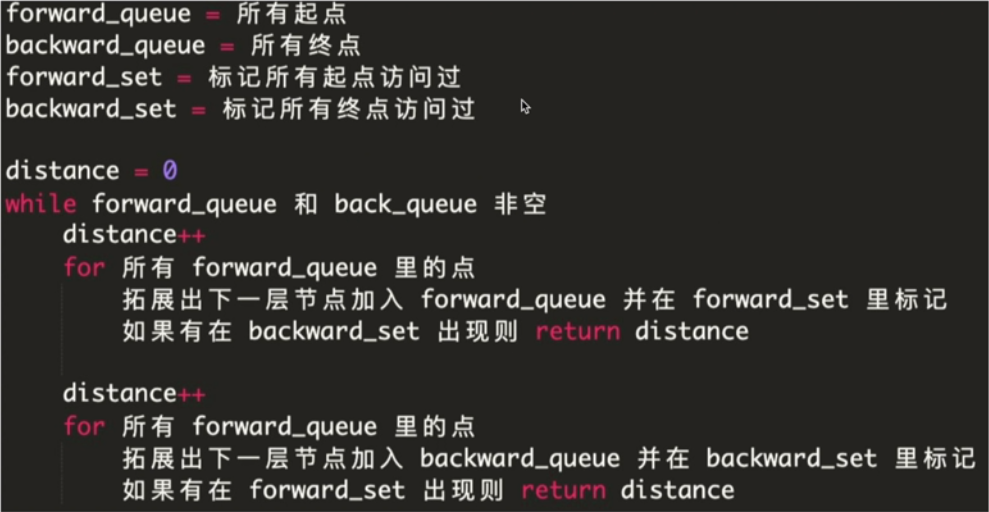 forward_queue = 所有起点
backward_queue = 所有终点
forward_set = 标记所有起点访问过
backward_set = 标记所有终点访问过
distance = 0
while forward_queue 和 back_queue 非空
    distance++
    for 所有 forward_queue 里的点
        拓展出下一层节点加入 forward_queue 并在 forward_set 里标记
        如果有在 backward_set 出现则 return distance
    distance++
    for 所有 forward_queue 里的点
        拓展出下一层节点加入 backward_queue 并在 backward_set 里标记
        如果有在 forward_set 出现则 return distance